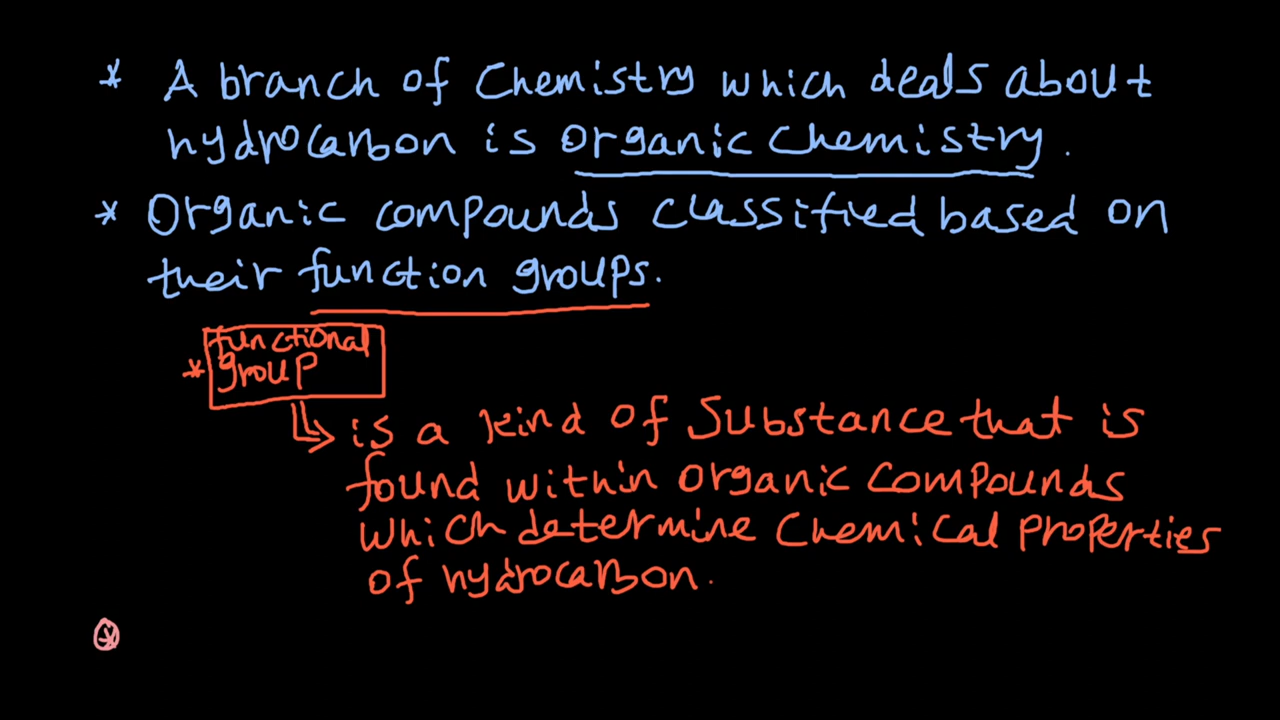 * A branch of Chemistry which deals about
hydrocarbon is organic chemistry.
* Organic compounds classified based on
their function groups.
* functional
group
is a kind of Substance that is
found within organic compounds
which determine chemical properties
of hydrocarbon.
*